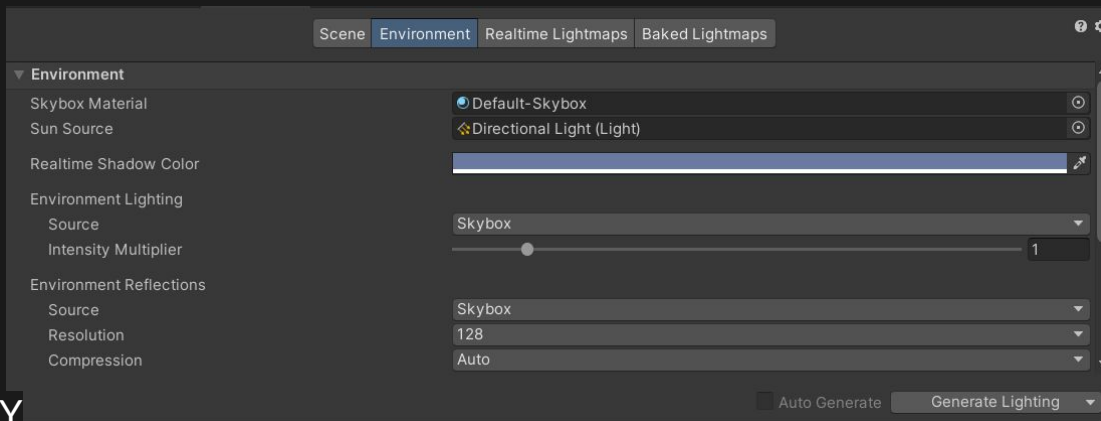 Scene Environment Realtime Lightmaps Baked Lightmaps
Environment
Skybox Material Default-Skybox
Sun Source Directional Light (Light)
Realtime Shadow Color
Environment Lighting
Source Skybox
Intensity Multiplier 1
Environment Reflections
Source Skybox
Resolution 128
Compression Auto
Auto Generate Generate Lighting
Y